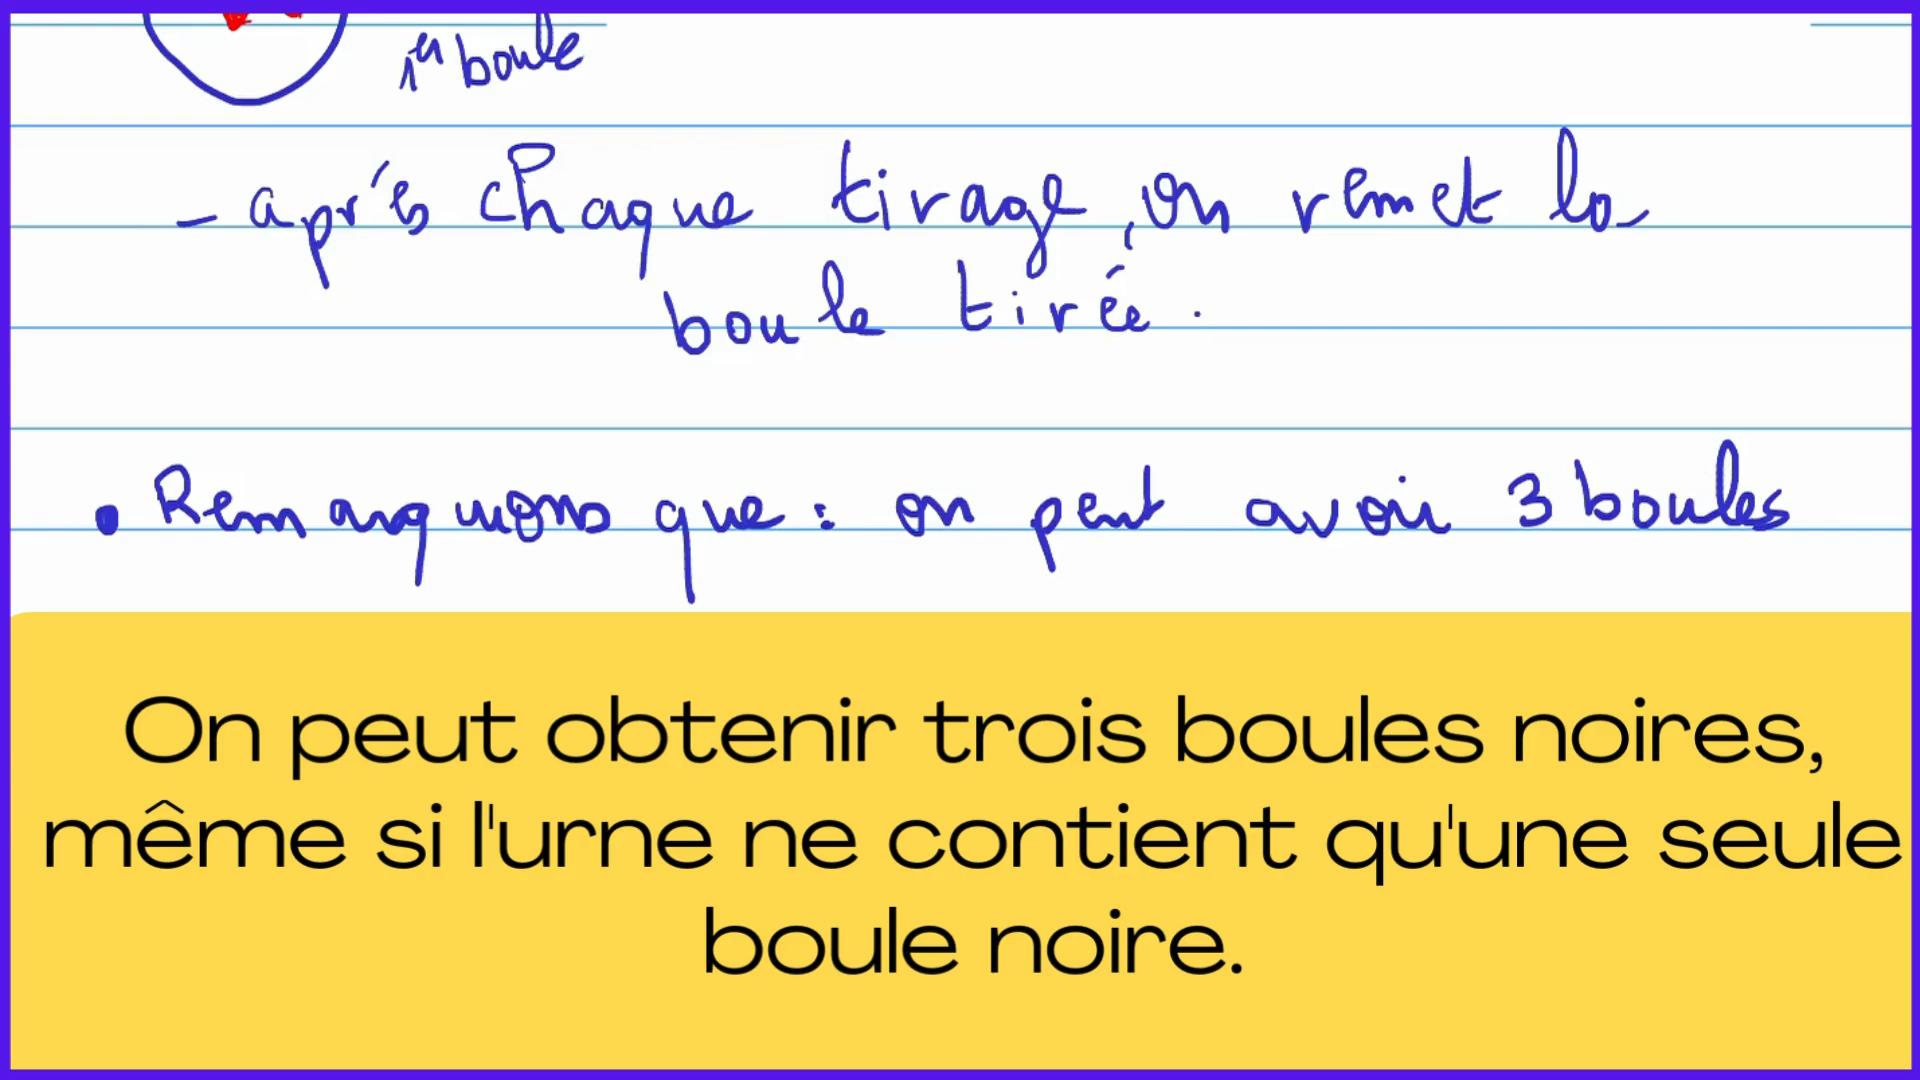 1er boule
- après chaque tirage, on remet la
boule tirée.
• Remarquons que : on peut avoir 3 boules
On peut obtenir trois boules noires,
même si l'urne ne contient qu'une seule
boule noire.